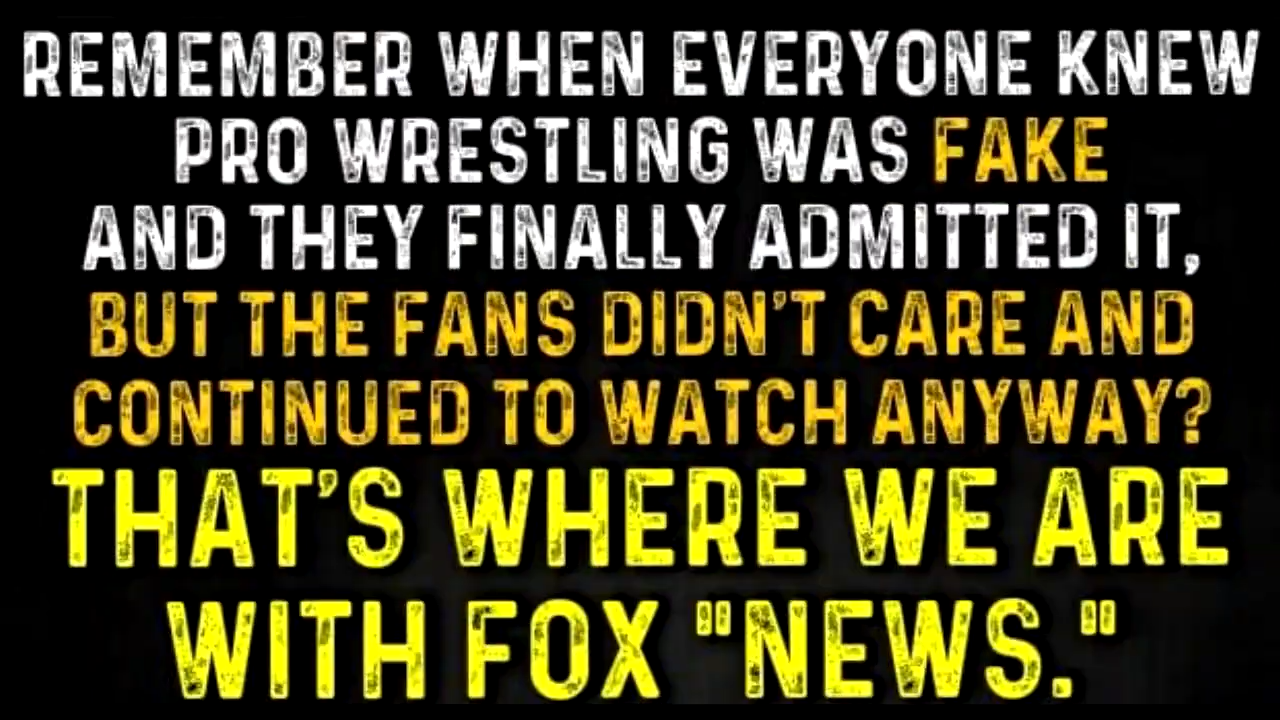 REMEMBER WHEN EVERYONE KNEW
PRO WRESTLING WAS FAKE
AND THEY FINALLY ADMITTED IT,
BUT THE FANS DIDN'T CARE AND
CONTINUED TO WATCH ANYWAY?
THAT'S WHERE WE ARE
WITH FOX "NEWS."